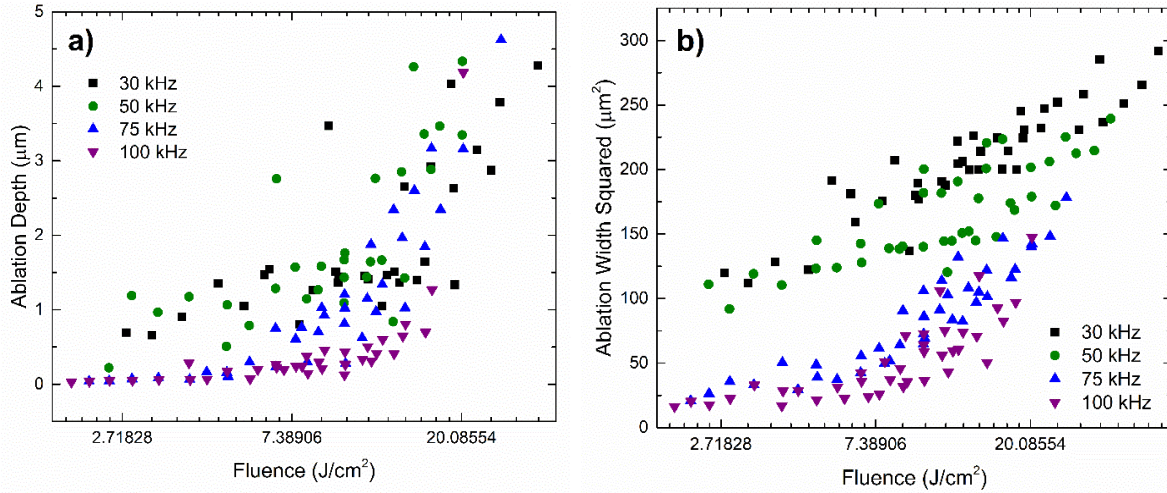 a)
30 kHz
50 kHz
75 kHz
100 kHz
5
4
3
2
1
0
Ablation Depth (μm)
2.71828
7.38906
20.08554
Fluence (J/cm²)
b)
300
250
200
150
100
50
0
Ablation Width Squared (μm²)
30 kHz
50 kHz
75 kHz
100 kHz
2.71828
7.38906
20.08554
Fluence (J/cm²)